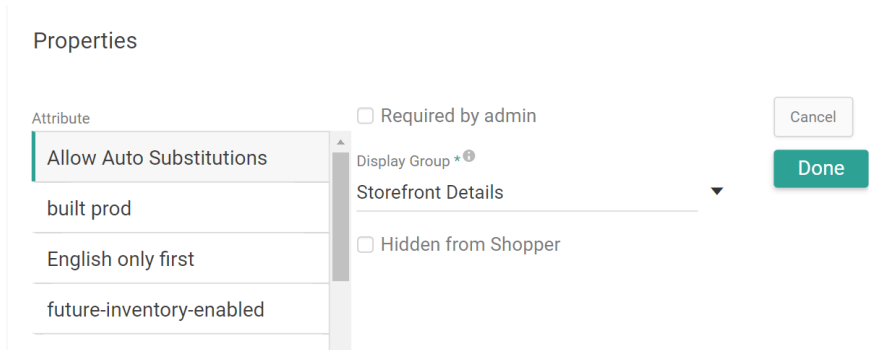 Properties
Attribute
Allow Auto Substitutions
built prod
English only first
future-inventory-enabled
Required by admin
Display Group *
Storefront Details
Hidden from Shopper
Cancel
Done